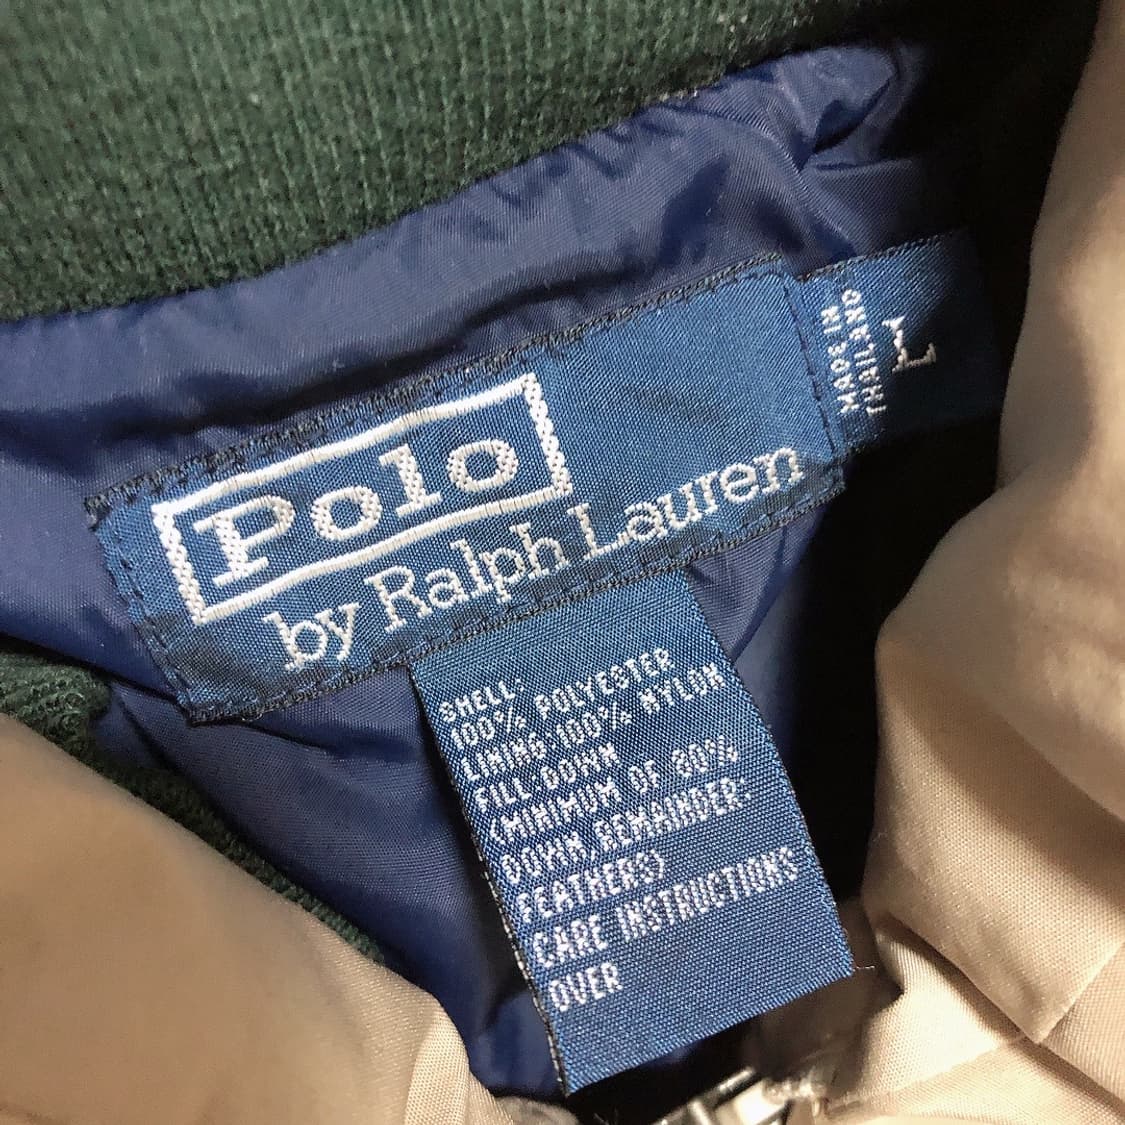 Polo
by Ralph Lauren
MADE IN
THAILAND
L
SHELL:
100% POLYESTER
LINING:100% NYLON
FILL:DOWN
(MINIMUM OF 80%
DOWN,REMAINDER:
FEATHERS)
CARE INSTRUCTIONS
OVER